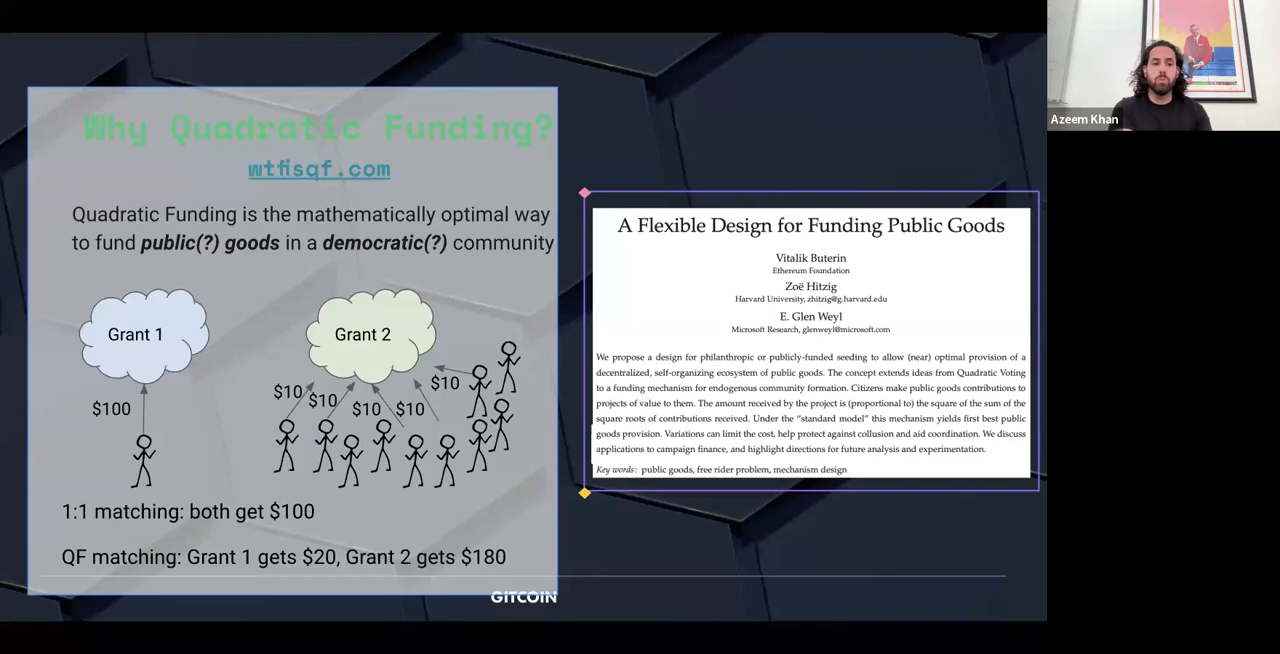 Why Quadratic Funding?
wtfisqf.com
Quadratic Funding is the mathematically optimal way
to fund public(?) goods in a democratic(?) community
Grant 1
Grant 2
$100
$10
$10
$10
$10
$10
1:1 matching: both get $100
QF matching: Grant 1 gets $20, Grant 2 gets $180
GITCOIN
A Flexible Design for Funding Public Goods
Vitalik Buterin
Ethereum Foundation
Zoë Hitzig
Harvard University, zhitzig@g.harvard.edu
E. Glen Weyl
Microsoft Research, glenweyl@microsoft.com
We propose a design for philanthropic or publicly-funded seeding to allow (near) optimal provision of a
decentralized, self-organizing ecosystem of public goods. The concept extends ideas from Quadratic Voting
to a funding mechanism for endogenous community formation. Citizens make public goods contributions to
projects of value to them. The amount received by the project is (proportional to) the square of the sum of the
square roots of contributions received. Under the “standard model” this mechanism yields first best public
goods provision. Variations can limit the cost, help protect against collusion and aid coordination. We discuss
applications to campaign finance, and highlight directions for future analysis and experimentation.
Key words: public goods, free rider problem, mechanism design
Azeem Khan